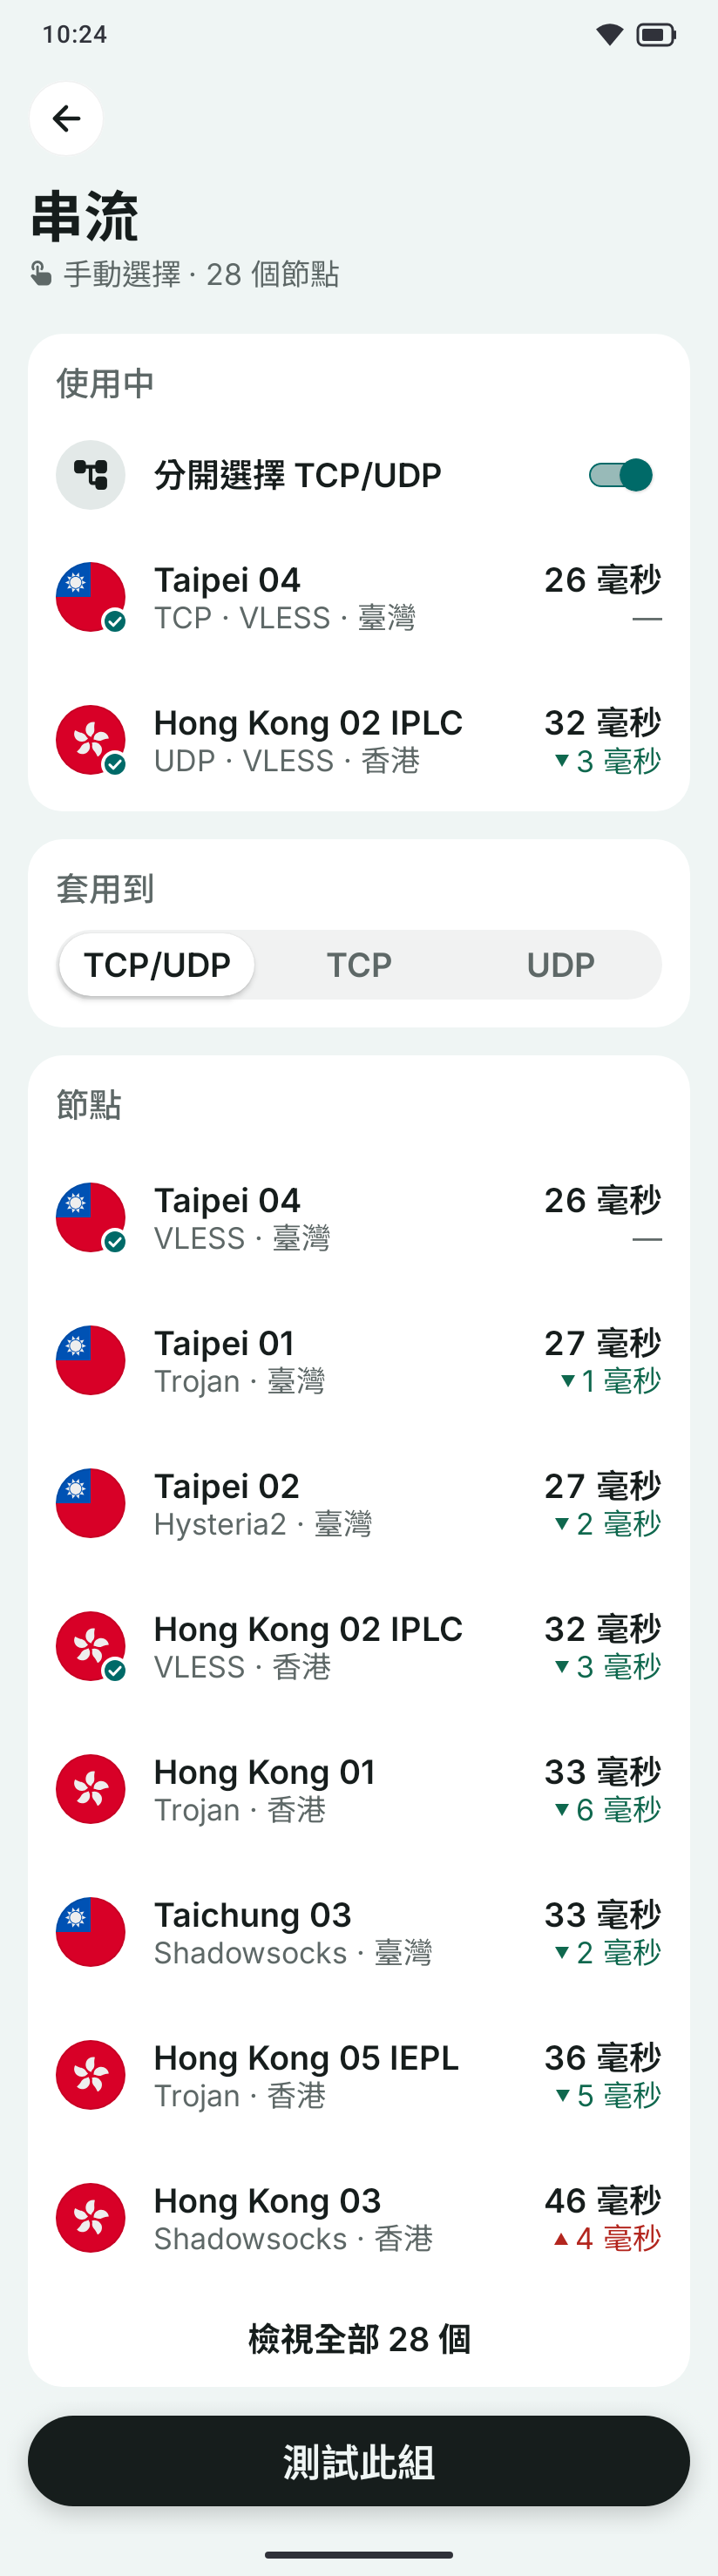 10:24
串流
手動選擇 · 28 個節點
使用中
分開選擇 TCP/UDP
Taipei 04
26 毫秒
TCP · VLESS · 臺灣
—
Hong Kong 02 IPLC
32 毫秒
UDP · VLESS · 香港
▼3 毫秒
套用到
TCP/UDP
TCP
UDP
節點
Taipei 04
26 毫秒
VLESS · 臺灣
—
Taipei 01
27 毫秒
Trojan · 臺灣
▼1 毫秒
Taipei 02
27 毫秒
Hysteria2 · 臺灣
▼2 毫秒
Hong Kong 02 IPLC
32 毫秒
VLESS · 香港
▼3 毫秒
Hong Kong 01
33 毫秒
Trojan · 香港
▼6 毫秒
Taichung 03
33 毫秒
Shadowsocks · 臺灣
▼2 毫秒
Hong Kong 05 IEPL
36 毫秒
Trojan · 香港
▼5 毫秒
Hong Kong 03
46 毫秒
Shadowsocks · 香港
▲4 毫秒
檢視全部 28 個
測試此組